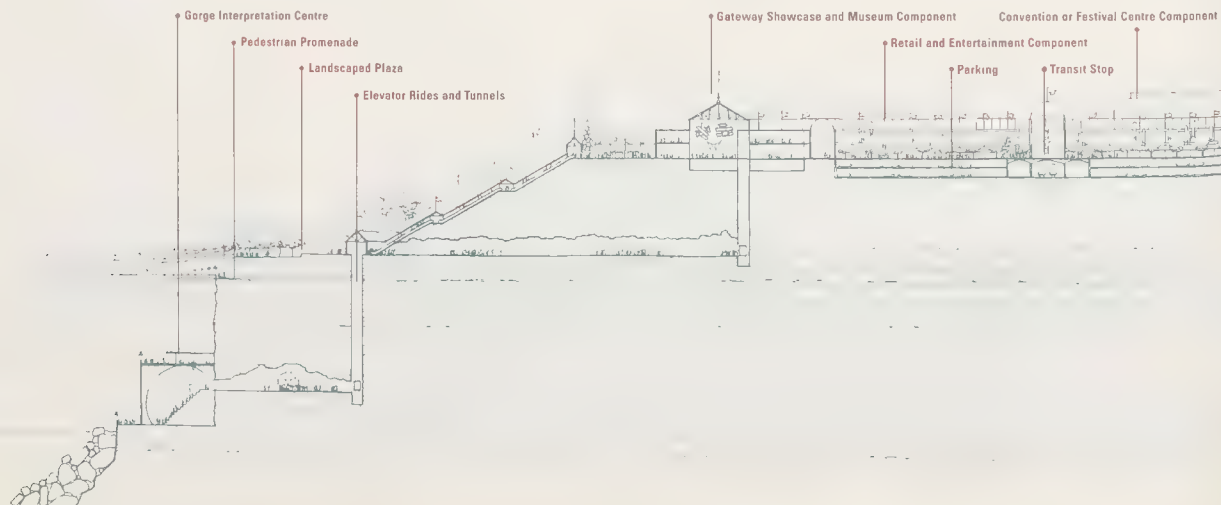 Gorge Interpretation Centre
Pedestrian Promenade
Landscaped Plaza
Elevator Rides and Tunnels
Gateway Showcase and Museum Component
Convention or Festival Centre Component
Retail and Entertainment Component
Parking
Transit Stop